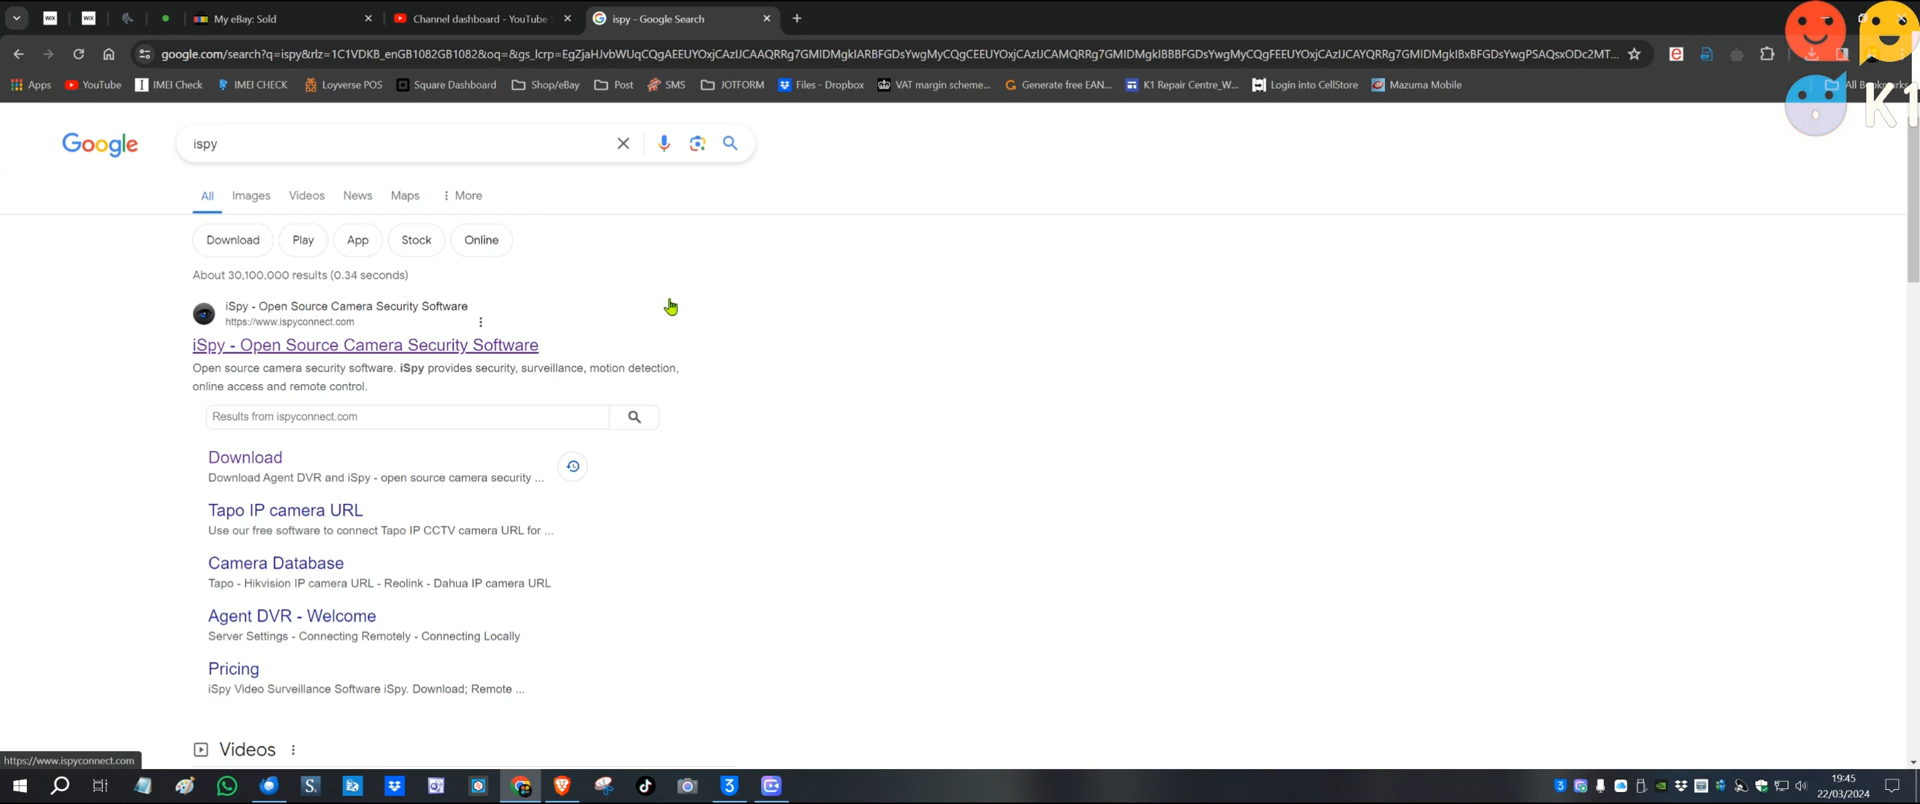 WIX
WIX
My eBay: Sold
Channel dashboard - YouTube
ispy - Google Search
google.com/search?q=ispy&rlz=1C1VDKB_enGB1082GB1082&oq=&gs_lcrp=
Apps
YouTube
IMEI Check
IMEI CHECK
Loyverse POS
Square Dashboard
Shop/eBay
Post
SMS
JOTFORM
Files - Dropbox
VAT margin scheme...
Generate free EAN...
K1 Repair Centre_W...
Login into CellStore
Mazuma Mobile
All Bookmarks
K1
Google
ispy
All
Images
Videos
News
Maps
More
Download
Play
App
Stock
Online
About 30,100,000 results (0.34 seconds)
iSpy - Open Source Camera Security Software
https://www.ispyconnect.com
iSpy - Open Source Camera Security Software
Open source camera security software. iSpy provides security, surveillance, motion detection,
online access and remote control.
Results from ispyconnect.com
Download
Download Agent DVR and iSpy - open source camera security ...
Tapo IP camera URL
Use our free software to connect Tapo IP CCTV camera URL for ...
Camera Database
Tapo - Hikvision IP camera URL - Reolink - Dahua IP camera URL
Agent DVR - Welcome
Server Settings - Connecting Remotely - Connecting Locally
Pricing
iSpy Video Surveillance Software iSpy. Download; Remote ...
Videos
https://www.ispyconnect.com
19:45
22/03/2024